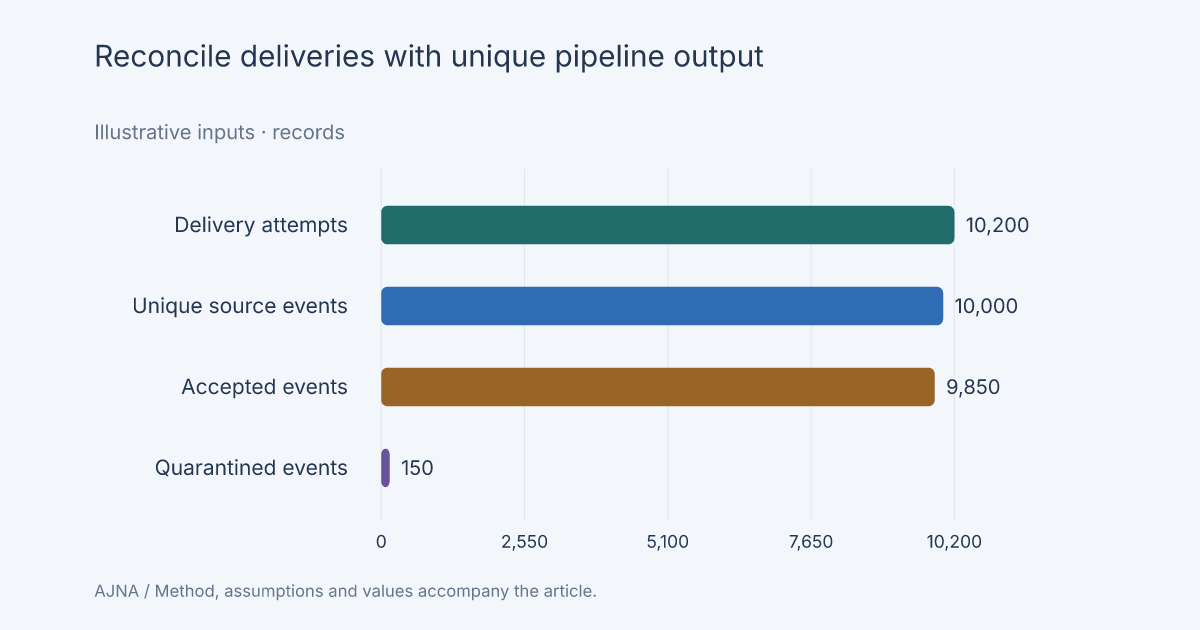 Reconcile deliveries with unique pipeline output
Illustrative inputs · records
Delivery attempts 10,200
Unique source events 10,000
Accepted events 9,850
Quarantined events 150
0 2,550 5,100 7,650 10,200
AJNA / Method, assumptions and values accompany the article.